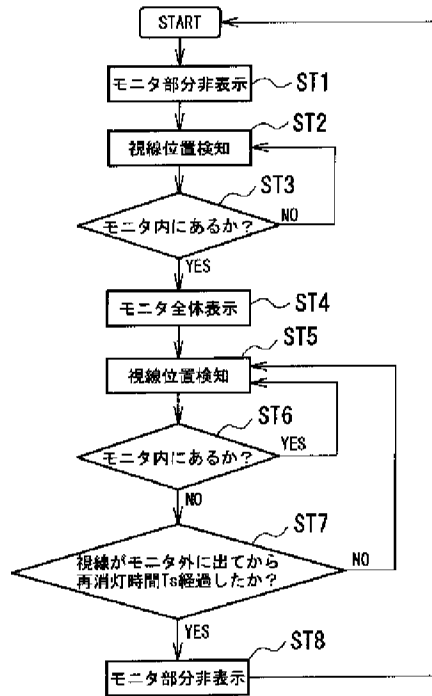 START
モニタ部分非表示
ST1
ST2
視線位置検知
ST3
モニタ内にあるか？
NO
YES
モニタ全体表示
ST4
ST5
視線位置検知
ST6
モニタ内にあるか？
YES
NO
ST7
視線がモニタ外に出てから
再消灯時間Ts経過したか？
NO
YES
ST8
モニタ部分非表示